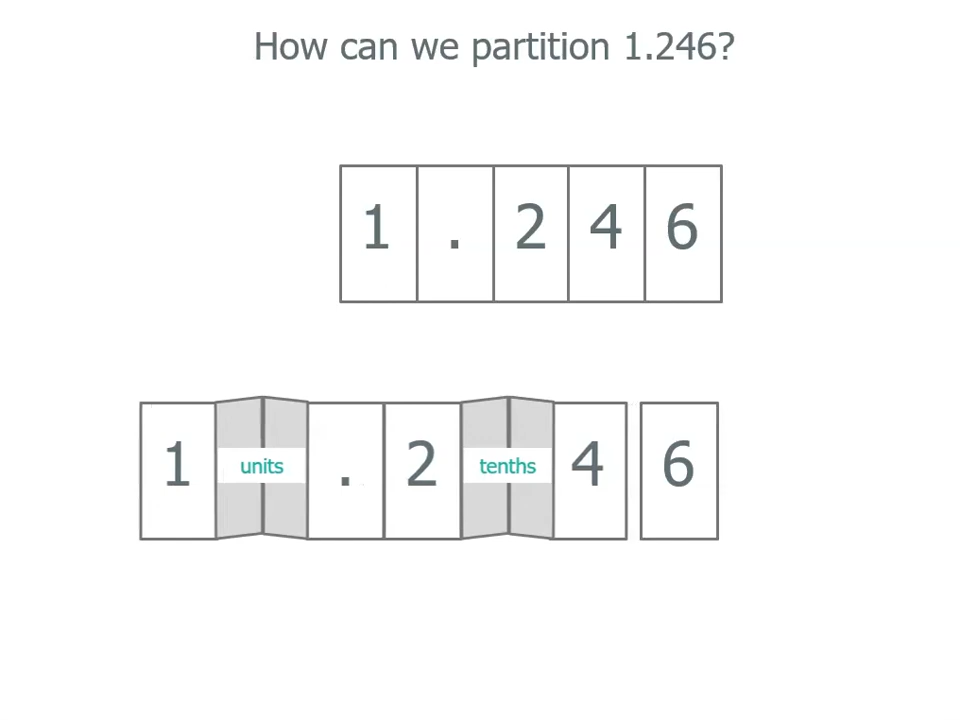 How can we partition 1.246?
1 . 2 4 6
1 units . 2 tenths 4 6